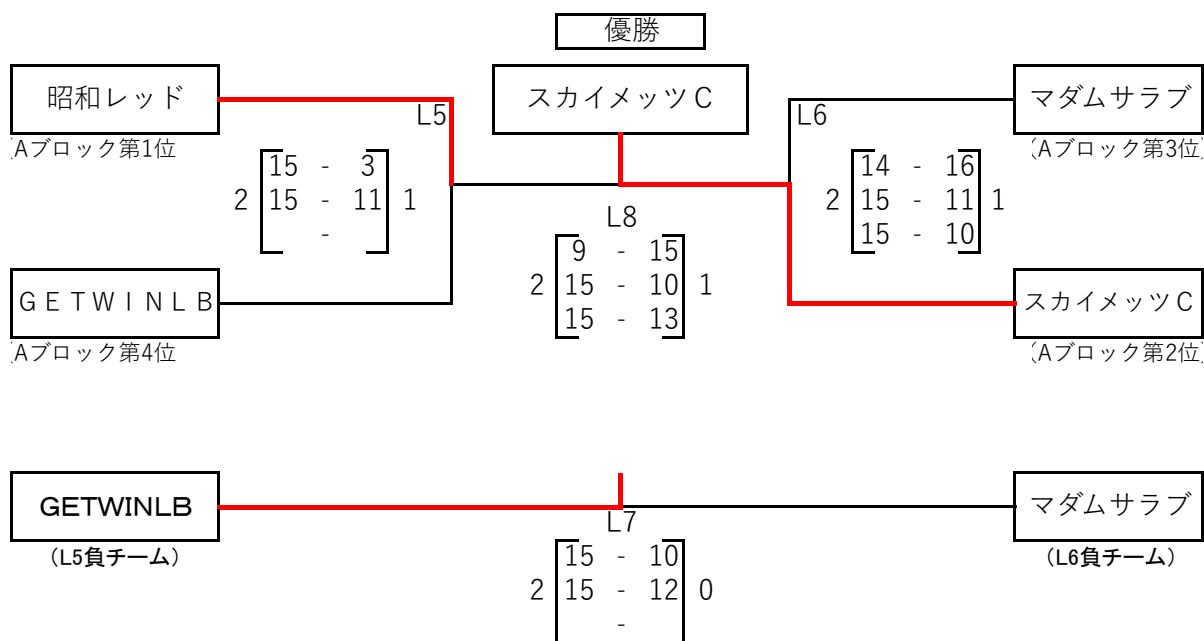 優勝
昭和レッド
スカイメッツＣ
マダムサラブ
L5
L6
(Aブロック第1位
(Aブロック第3位)
15 - 3
2 15 - 11 1
-
14 - 16
2 15 - 11 1
15 - 10
L8
9 - 15
2 15 - 10 1
15 - 13
ＧＥＴＷＩＮＬＢ
スカイメッツＣ
(Aブロック第4位
(Aブロック第2位)
GETWINLB
マダムサラブ
L7
(L5負チーム)
(L6負チーム)
15 - 10
2 15 - 12 0
-